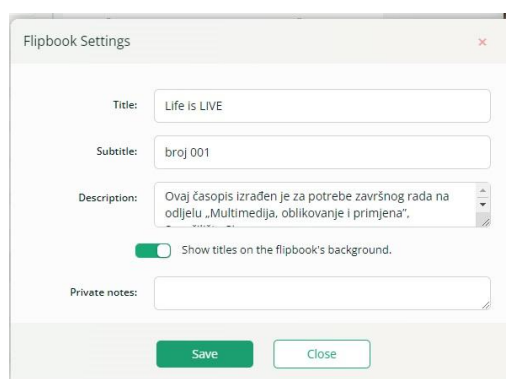 Flipbook Settings ×
Title: Life is LIVE
Subtitle: broj 001
Description: Ovaj časopis izrađen je za potrebe završnog rada na
odljelu „Multimedija, oblikovanje i primjena”,
Show titles on the flipbook's background.
Private notes:
Save Close